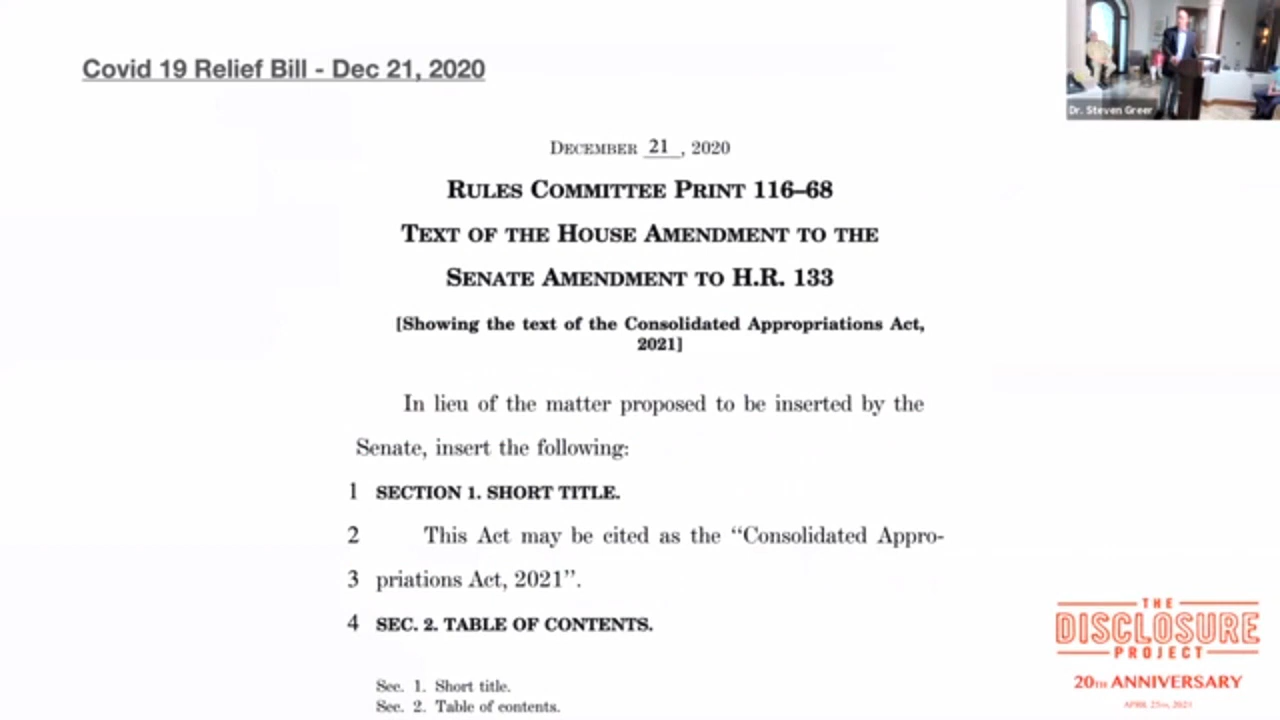 Covid 19 Relief Bill - Dec 21, 2020
Dr. Steven Greer
DECEMBER 21, 2020
RULES COMMITTEE PRINT 116–68
TEXT OF THE HOUSE AMENDMENT TO THE
SENATE AMENDMENT TO H.R. 133
[Showing the text of the Consolidated Appropriations Act,
2021]
In lieu of the matter proposed to be inserted by the
Senate, insert the following:
1 SECTION 1. SHORT TITLE.
2 This Act may be cited as the “Consolidated Appro-
3 priations Act, 2021”.
4 SEC. 2. TABLE OF CONTENTS.
Sec. 1. Short title.
Sec. 2. Table of contents.
THE
DISCLOSURE
PROJECT
20TH ANNIVERSARY
APRIL 25TH, 2021